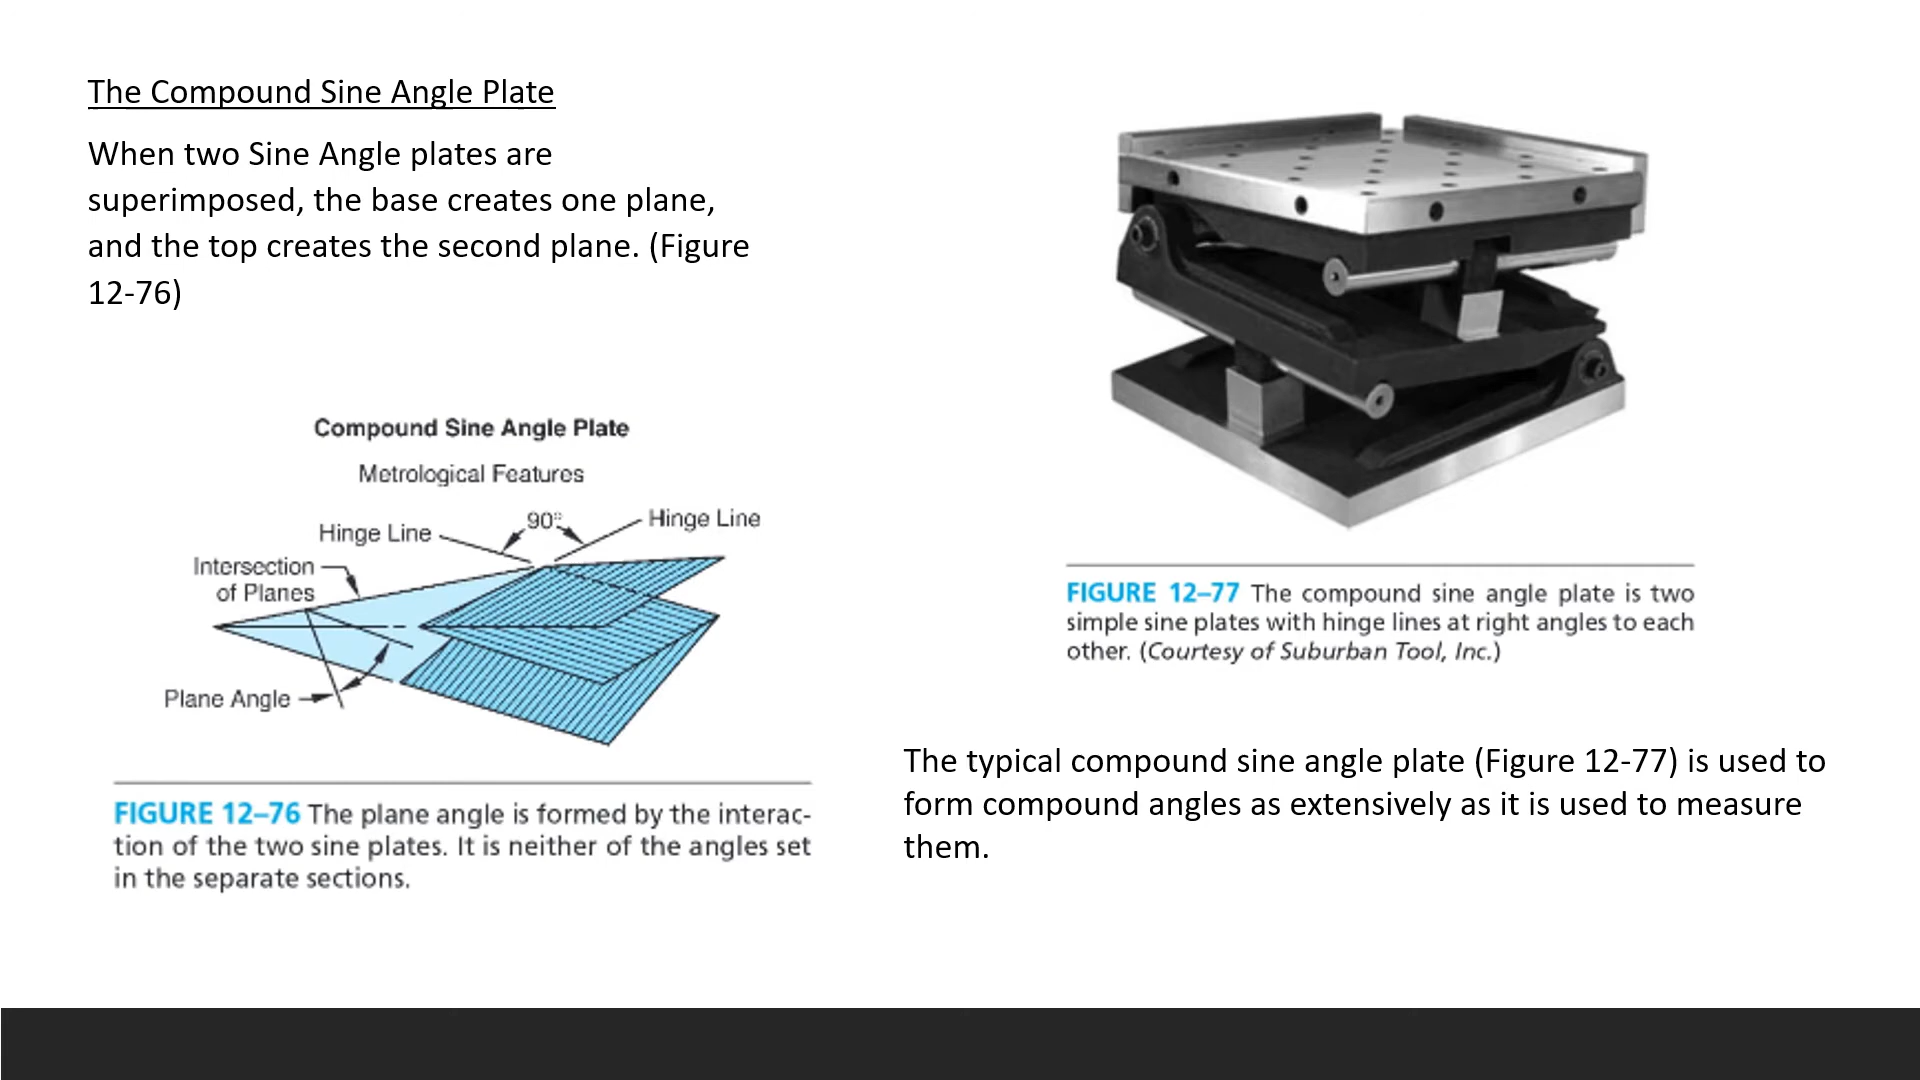 The Compound Sine Angle Plate
When two Sine Angle plates are
superimposed, the base creates one plane,
and the top creates the second plane. (Figure
12-76)
Compound Sine Angle Plate
Metrological Features
Hinge Line
90°
Hinge Line
Intersection
of Planes
Plane Angle
FIGURE 12–76 The plane angle is formed by the interac-
tion of the two sine plates. It is neither of the angles set
in the separate sections.
FIGURE 12–77 The compound sine angle plate is two
simple sine plates with hinge lines at right angles to each
other. (Courtesy of Suburban Tool, Inc.)
The typical compound sine angle plate (Figure 12-77) is used to
form compound angles as extensively as it is used to measure
them.